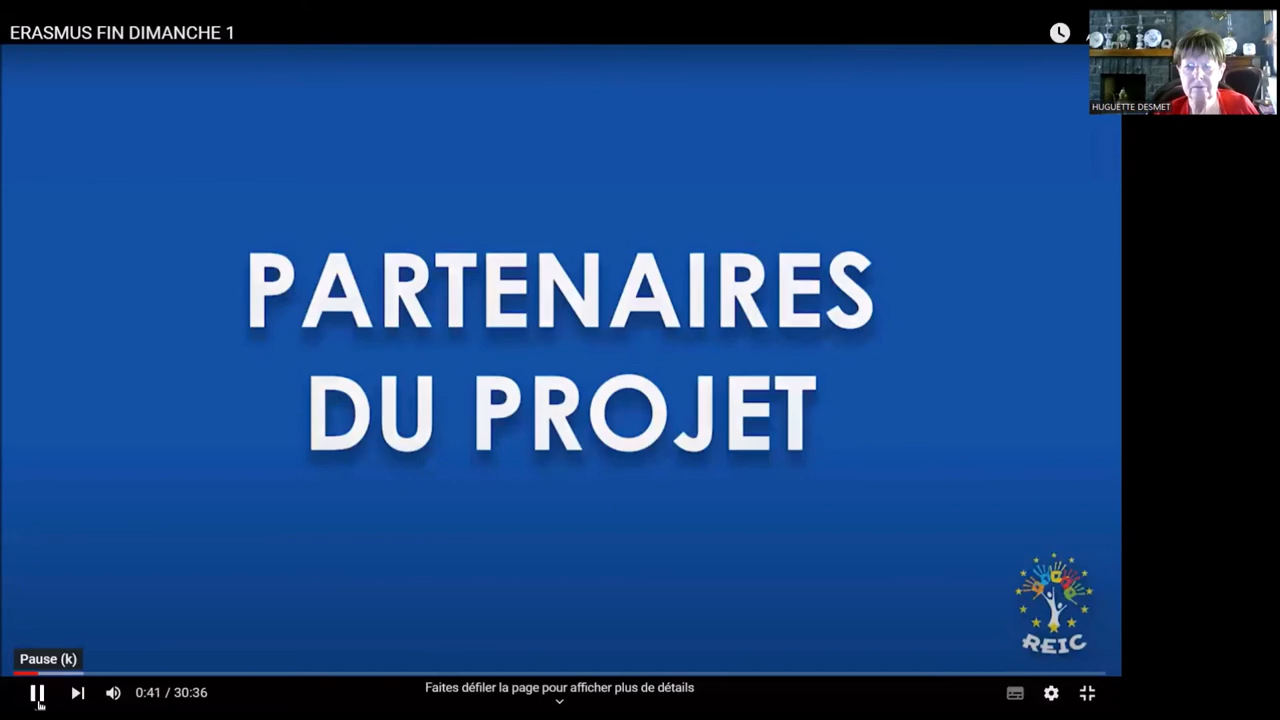 ERASMUS FIN DIMANCHE 1
HUGUETTE DESMET
PARTENAIRES
DU PROJET
REIC
Pause (k)
0:41 / 30:36
Faites défiler la page pour afficher plus de détails